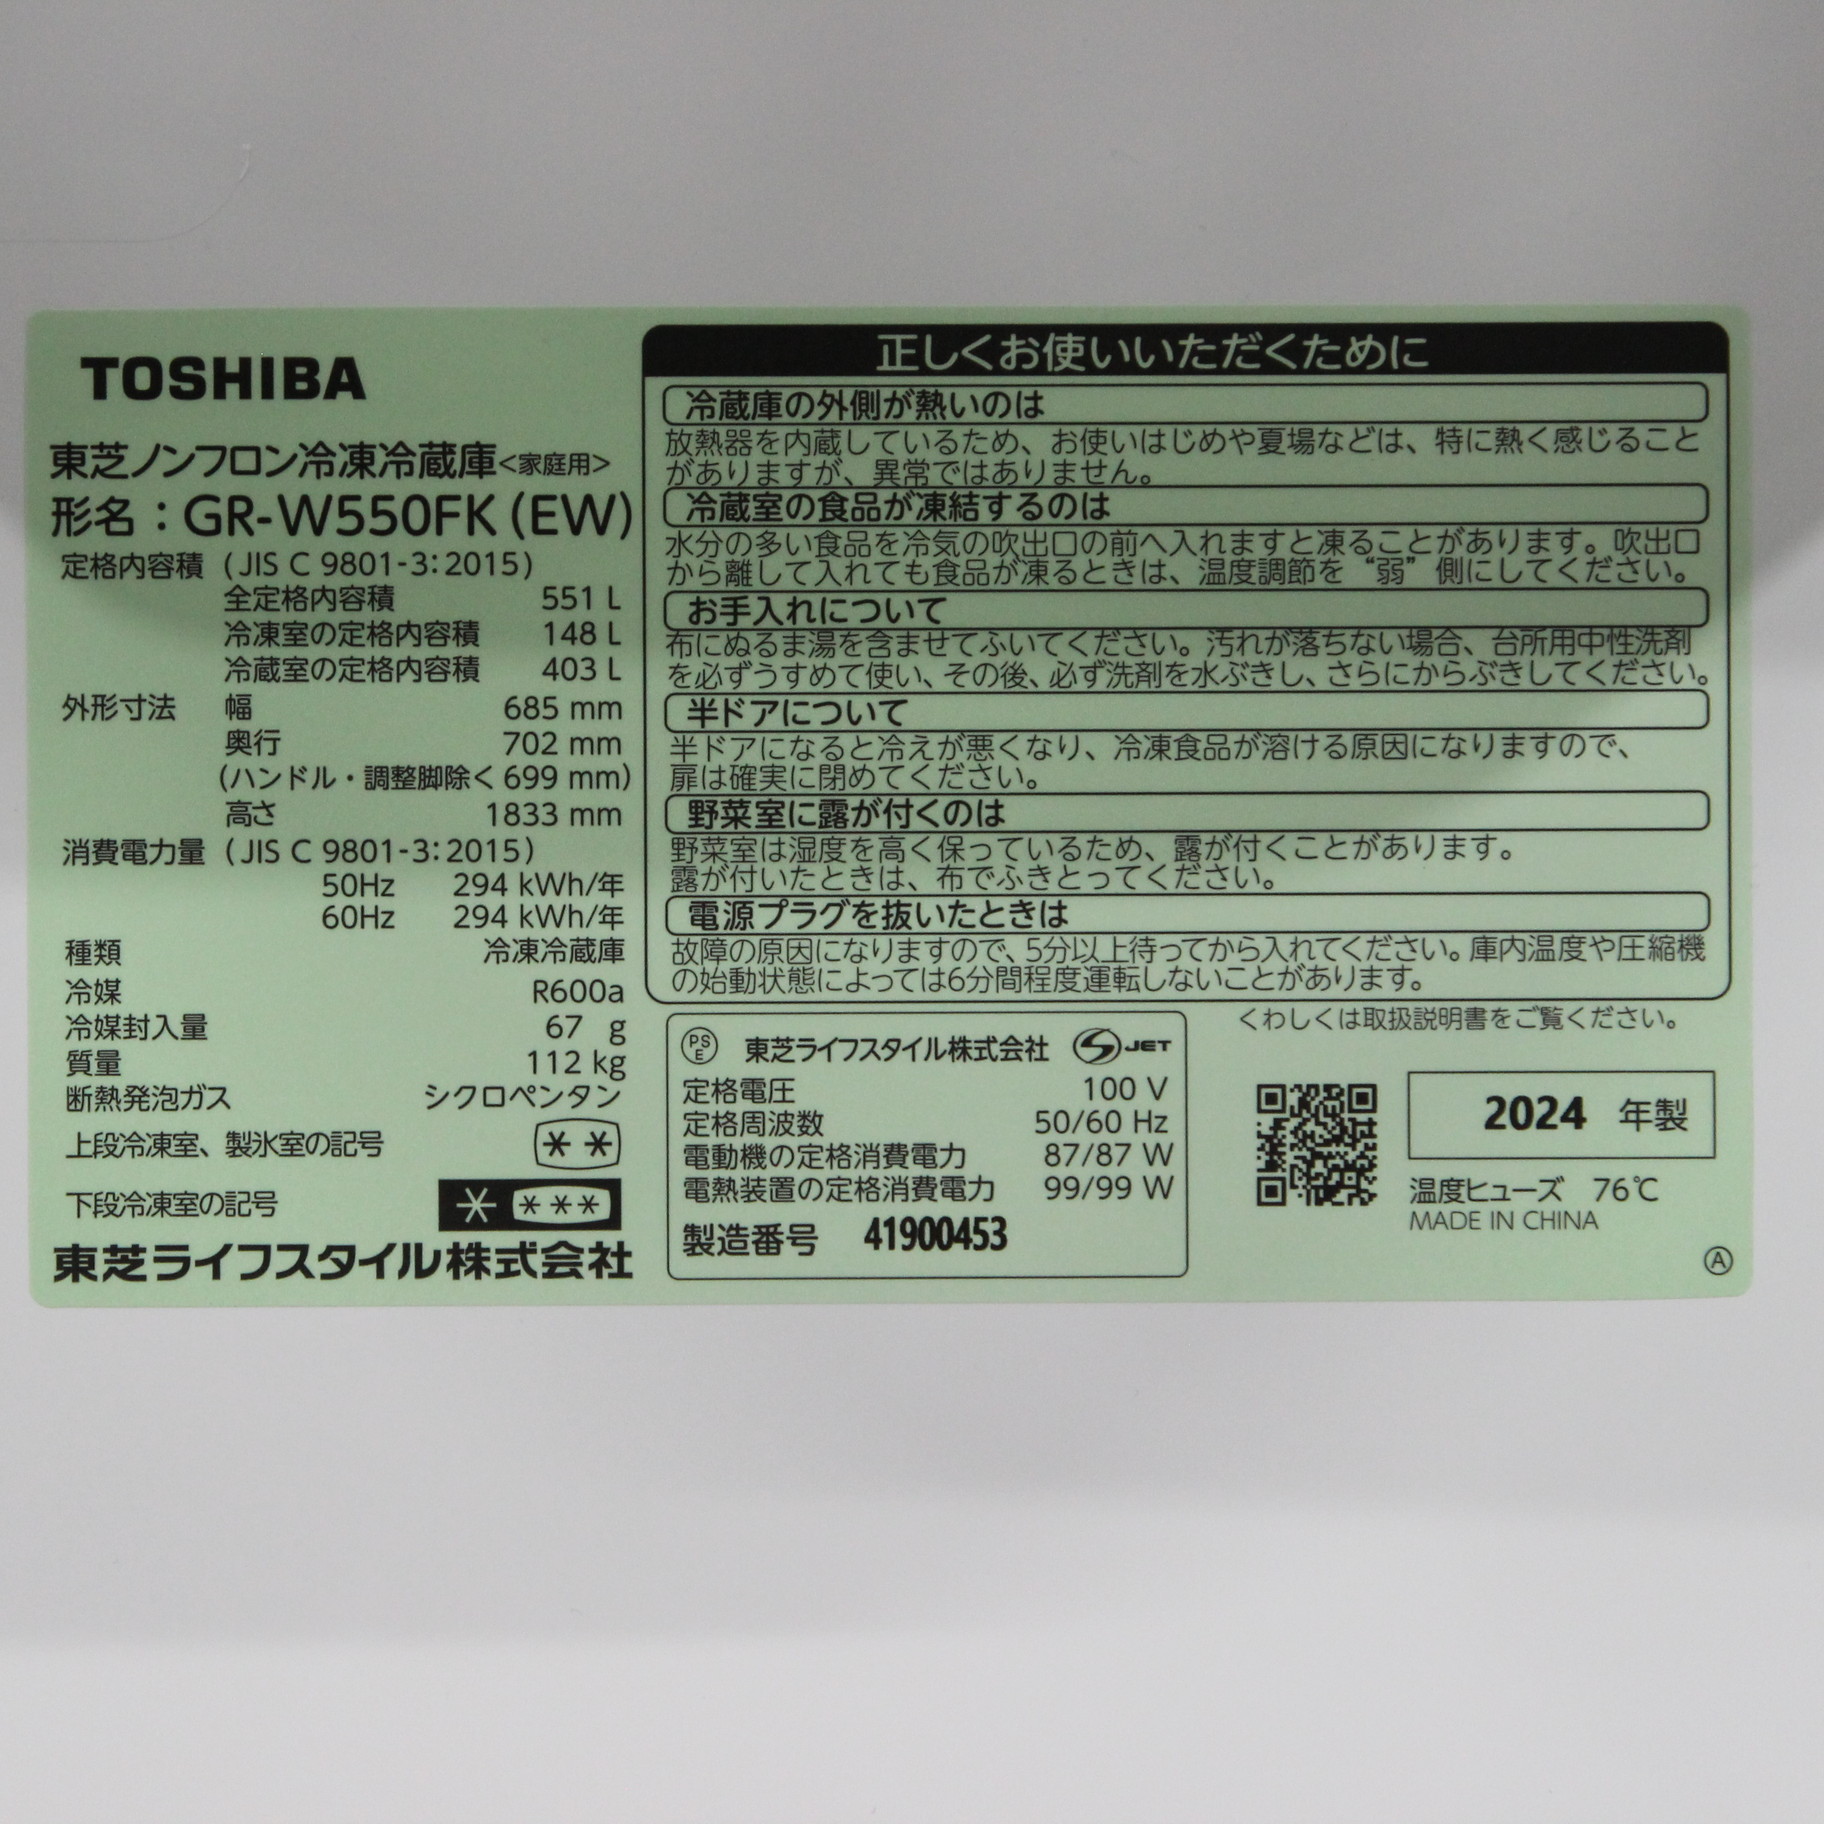 TOSHIBA
東芝ノンフロン冷凍冷蔵庫<家庭用>
形名：GR-W550FK (EW)
定格内容積 (JIS C 9801-3:2015)
全定格内容積 551 L
冷凍室の定格内容積 148 L
冷蔵室の定格内容積 403 L
外形寸法 幅 685 mm
奥行 702 mm
(ハンドル・調整脚除く 699 mm)
高さ 1833 mm
消費電力量 (JIS C 9801-3:2015)
50Hz 294 kWh/年
60Hz 294 kWh/年
種類 冷凍冷蔵庫
冷媒 R600a
冷媒封入量 67 g
質量 112 kg
断熱発泡ガス シクロペンタン
上段冷凍室、製氷室の記号 ＊＊
下段冷凍室の記号 ＊ ＊＊＊
東芝ライフスタイル株式会社
正しくお使いいただくために
冷蔵庫の外側が熱いのは
放熱器を内蔵しているため、お使いはじめや夏場などは、特に熱く感じること
がありますが、異常ではありません。
冷蔵室の食品が凍結するのは
水分の多い食品を冷気の吹出口の前へ入れますと凍ることがあります。吹出口
から離して入れても食品が凍るときは、温度調節を“弱”側にしてください。
お手入れについて
布にぬるま湯を含ませてふいてください。汚れが落ちない場合、台所用中性洗剤
を必ずうすめて使い、その後、必ず洗剤を水ぶきし、さらにからぶきしてください。
半ドアについて
半ドアになると冷えが悪くなり、冷凍食品が溶ける原因になりますので、
扉は確実に閉めてください。
野菜室に露が付くのは
野菜室は湿度を高く保っているため、露が付くことがあります。
露が付いたときは、布でふきとってください。
電源プラグを抜いたときは
故障の原因になりますので、5分以上待ってから入れてください。庫内温度や圧縮機
の始動状態によっては6分間程度運転しないことがあります。
くわしくは取扱説明書をご覧ください。
PS E 東芝ライフスタイル株式会社 S JET
定格電圧 100 V
定格周波数 50/60 Hz
電動機の定格消費電力 87/87 W
電熱装置の定格消費電力 99/99 W
製造番号 41900453
2024 年製
温度ヒューズ 76℃
MADE IN CHINA
Ⓐ